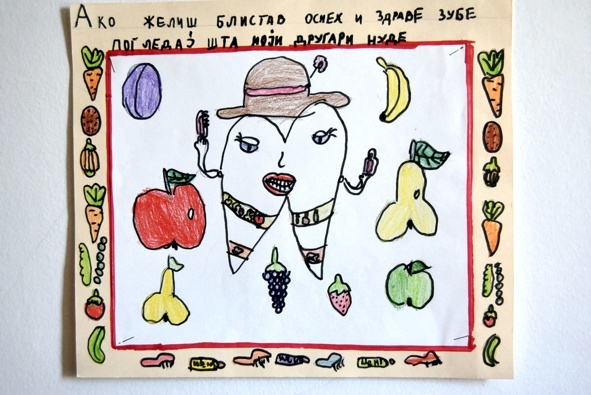 Ако желиш блистав осмех и здраве зубе
погледај шта моји другари нуде